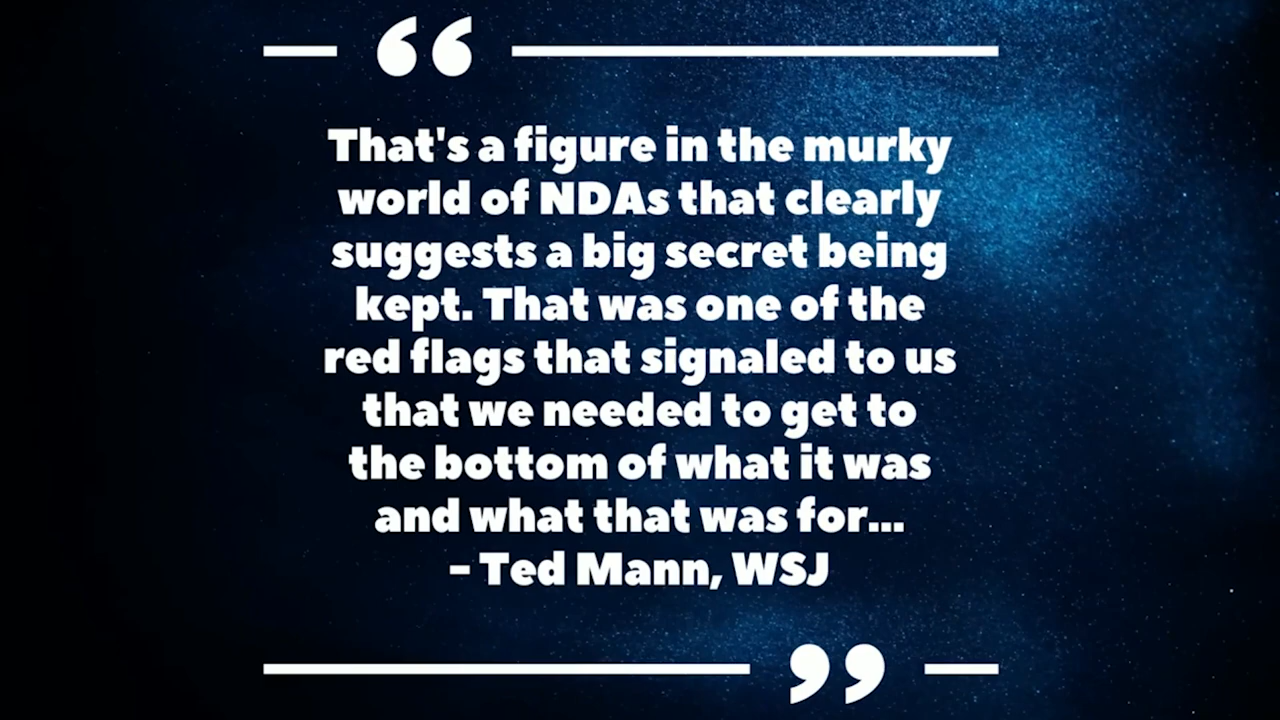 “
That's a figure in the murky
world of NDAs that clearly
suggests a big secret being
kept. That was one of the
red flags that signaled to us
that we needed to get to
the bottom of what it was
and what that was for...
- Ted Mann, WSJ
”